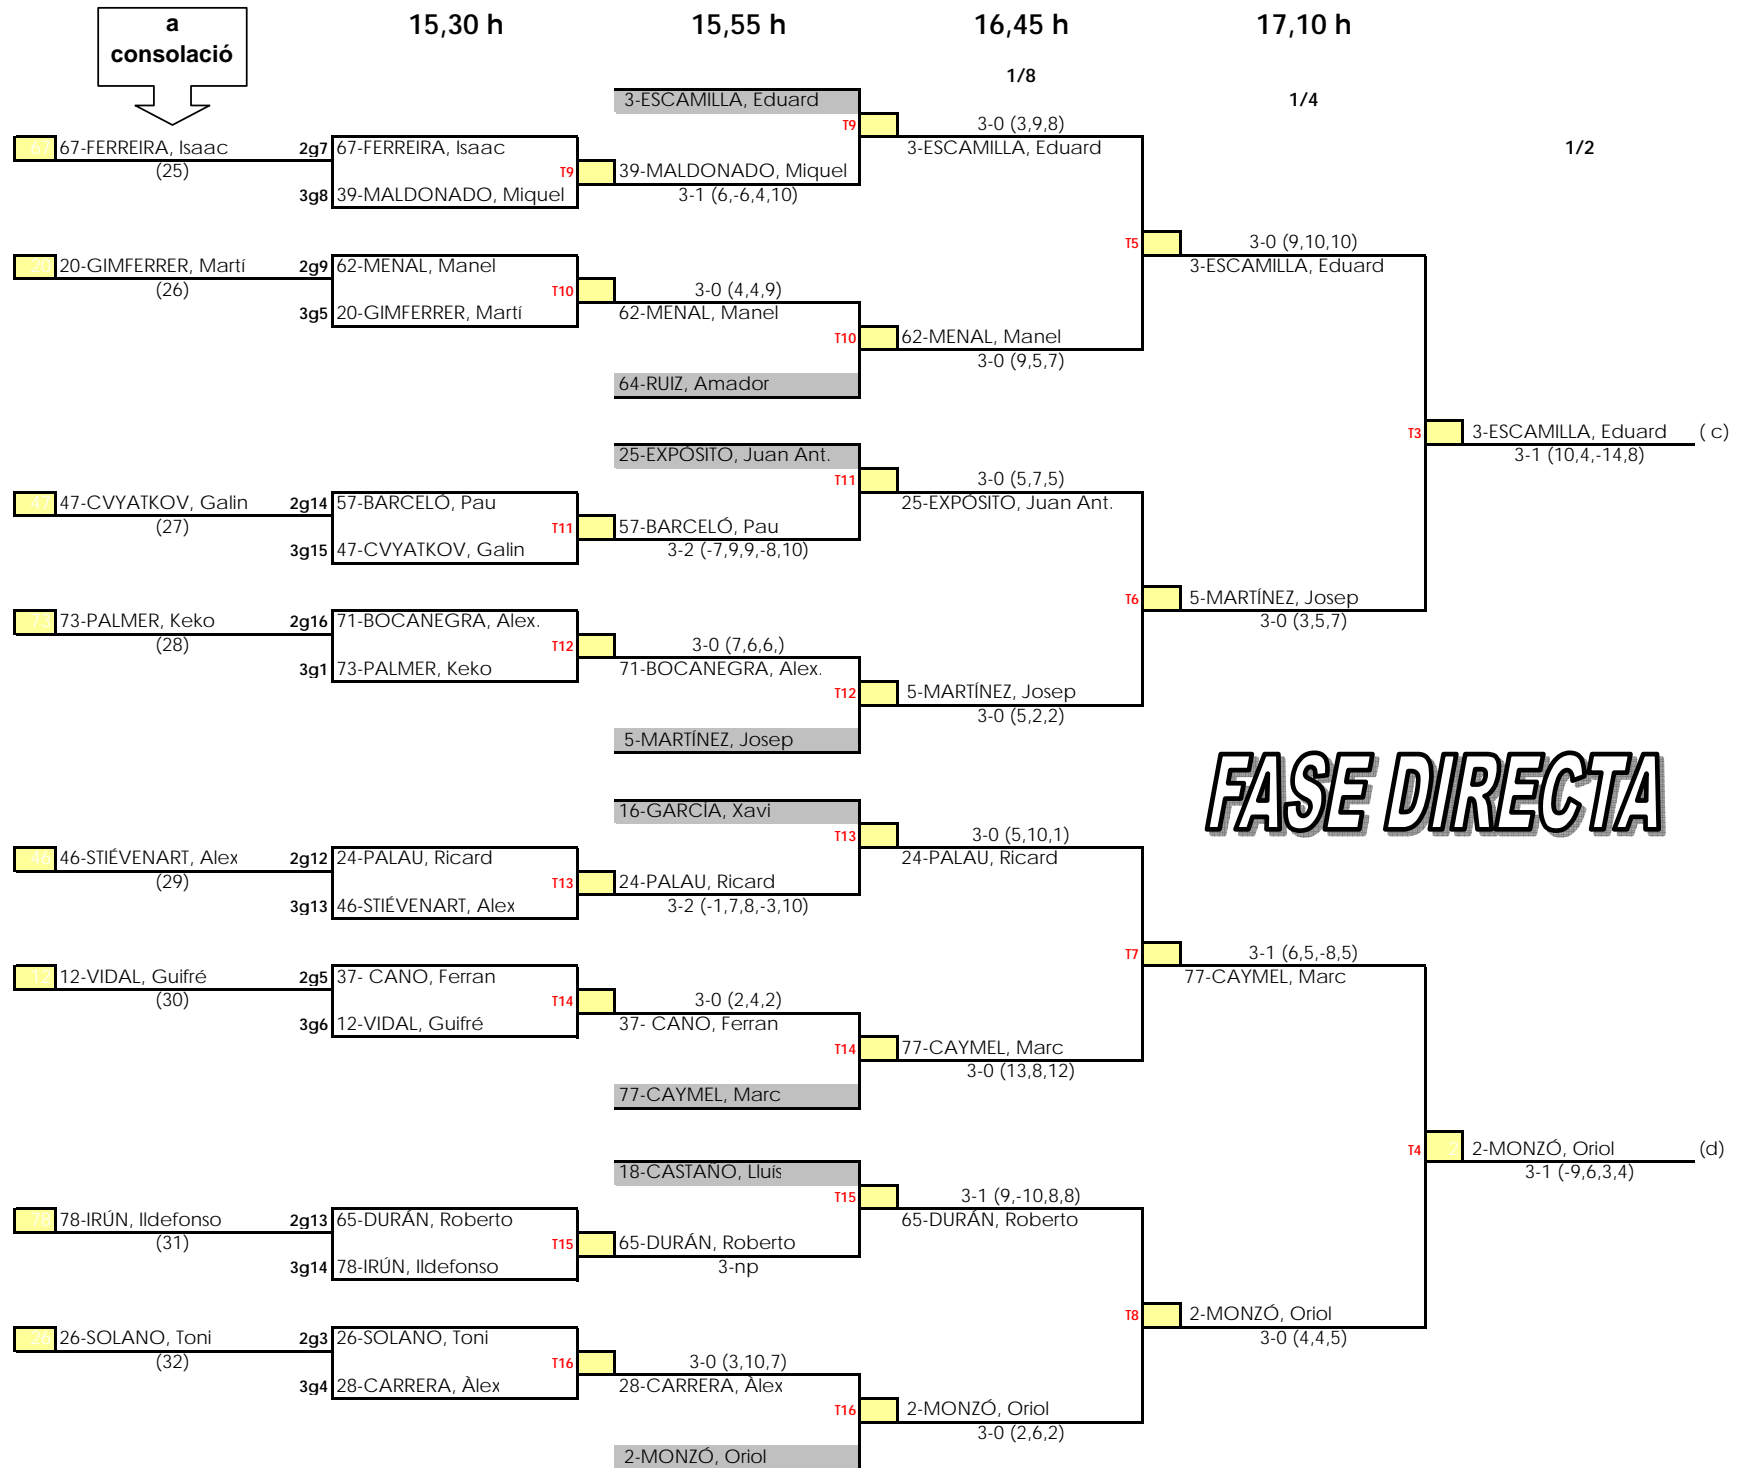 a
consolació
15,30 h
15,55 h
16,45 h
17,10 h
1/8
1/4
1/2
3-ESCAMILLA, Eduard
T9
3-0 (3,9,8)
3-ESCAMILLA, Eduard
67 67-FERREIRA, Isaac
(25)
2g7 67-FERREIRA, Isaac
T9
39-MALDONADO, Miquel
3-1 (6,-6,4,10)
3g8 39-MALDONADO, Miquel
T5
3-0 (9,10,10)
3-ESCAMILLA, Eduard
20-GIMFERRER, Martí
(26)
2g9 62-MENAL, Manel
T10
3-0 (4,4,9)
62-MENAL, Manel
3g5 20-GIMFERRER, Martí
T10
62-MENAL, Manel
3-0 (9,5,7)
64-RUIZ, Amador
T3
3-ESCAMILLA, Eduard ( c)
3-1 (10,4,-14,8)
25-EXPÓSITO, Juan Ant.
T11
3-0 (5,7,5)
25-EXPÓSITO, Juan Ant.
47 47-CVYATKOV, Galin
(27)
2g14 57-BARCELÓ, Pau
T11
57-BARCELÓ, Pau
3-2 (-7,9,9,-8,10)
3g15 47-CVYATKOV, Galin
T6
5-MARTÍNEZ, Josep
3-0 (3,5,7)
73 73-PALMER, Keko
(28)
2g16 71-BOCANEGRA, Alex.
T12
3-0 (7,6,6,)
71-BOCANEGRA, Alex.
3g1 73-PALMER, Keko
T12
5-MARTÍNEZ, Josep
3-0 (5,2,2)
5-MARTÍNEZ, Josep
FASE DIRECTA
16-GARCÍA, Xavi
T13
3-0 (5,10,1)
24-PALAU, Ricard
46 46-STIÉVENART, Alex
(29)
2g12 24-PALAU, Ricard
T13
24-PALAU, Ricard
3-2 (-1,7,8,-3,10)
3g13 46-STIÉVENART, Alex
T7
3-1 (6,5,-8,5)
77-CAYMEL, Marc
12 12-VIDAL, Guifré
(30)
2g5 37- CANO, Ferran
T14
3-0 (2,4,2)
37- CANO, Ferran
3g6 12-VIDAL, Guifré
T14
77-CAYMEL, Marc
3-0 (13,8,12)
77-CAYMEL, Marc
T4
2 2-MONZÓ, Oriol (d)
3-1 (-9,6,3,4)
18-CASTAÑO, Lluís
T15
3-1 (9,-10,8,8)
65-DURÁN, Roberto
78 78-IRÚN, Ildefonso
(31)
2g13 65-DURÁN, Roberto
T15
65-DURÁN, Roberto
3-np
3g14 78-IRÚN, Ildefonso
T8
2-MONZÓ, Oriol
3-0 (4,4,5)
26 26-SOLANO, Toni
(32)
2g3 26-SOLANO, Toni
T16
3-0 (3,10,7)
28-CARRERA, Àlex
3g4 28-CARRERA, Àlex
T16
2-MONZÓ, Oriol
3-0 (2,6,2)
2-MONZÓ, Oriol